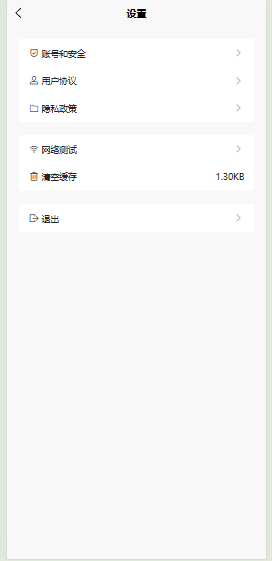 设置
账号和安全
用户协议
隐私政策
网络测试
清空缓存 1.30KB
退出